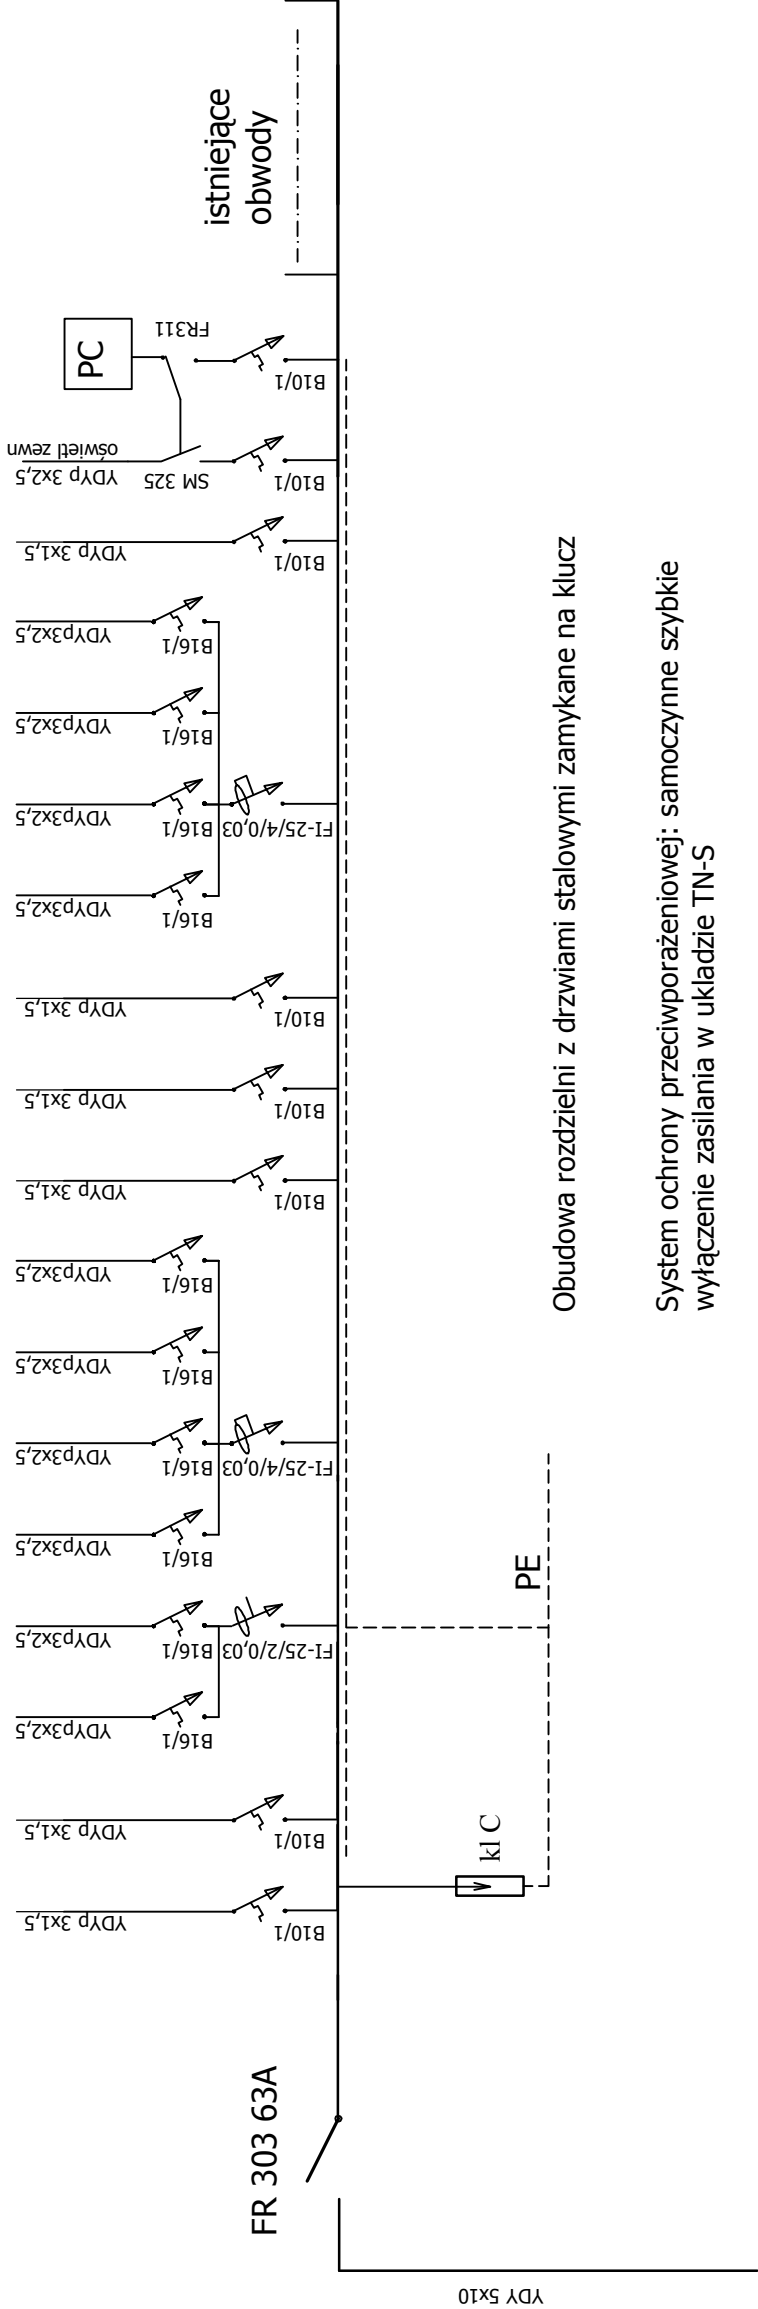 istniejące
obwody
PC
FR311
B10/1
oświetl zewn
YDYp 3x2,5
SM 325
B10/1
YDYp 3x1,5
B10/1
YDYp3x2,5
B16/1
YDYp3x2,5
B16/1
YDYp3x2,5
B16/1
FI-25/4/0,03
YDYp3x2,5
B16/1
YDYp 3x1,5
B10/1
YDYp 3x1,5
B10/1
YDYp 3x1,5
B10/1
YDYp3x2,5
B16/1
YDYp3x2,5
B16/1
YDYp3x2,5
B16/1
FI-25/4/0,03
YDYp3x2,5
B16/1
YDYp3x2,5
B16/1
FI-25/2/0,03
YDYp3x2,5
B16/1
YDYp 3x1,5
B10/1
YDYp 3x1,5
B10/1
FR 303 63A
YDY 5x10
kl C
PE
Obudowa rozdzielni z drzwiami stalowymi zamykane na klucz
System ochrony przeciwporażeniowej: samoczynne szybkie
wyłączenie zasilania w ukladzie TN-S